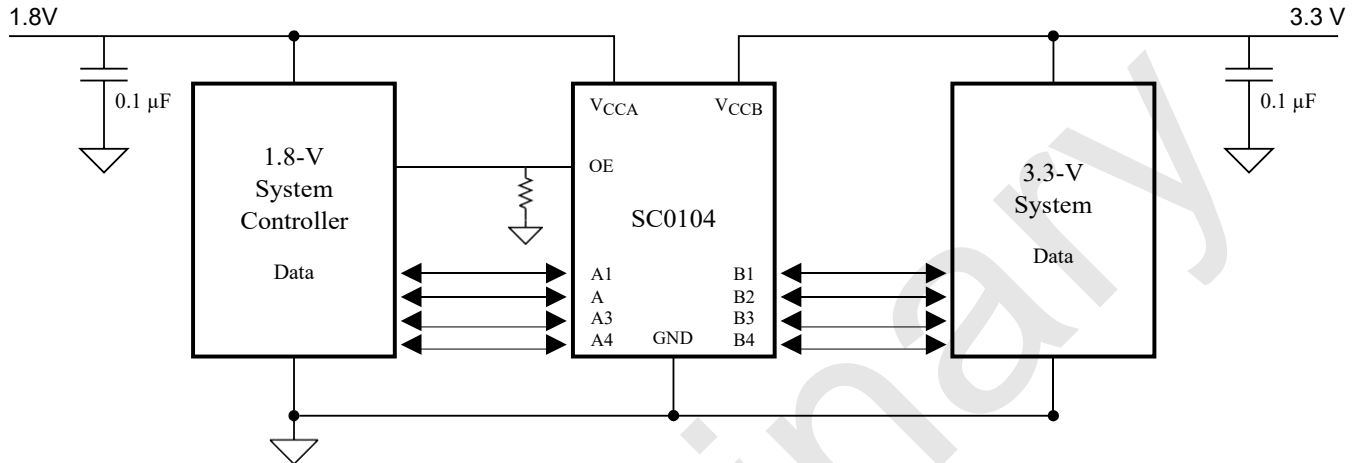 1.8V
3.3 V
0.1 µF
0.1 µF
VCCA
VCCB
OE
SC0104
1.8-V
System
Controller
Data
3.3-V
System
Data
A1
A
A3
A4
GND
B1
B2
B3
B4
inary